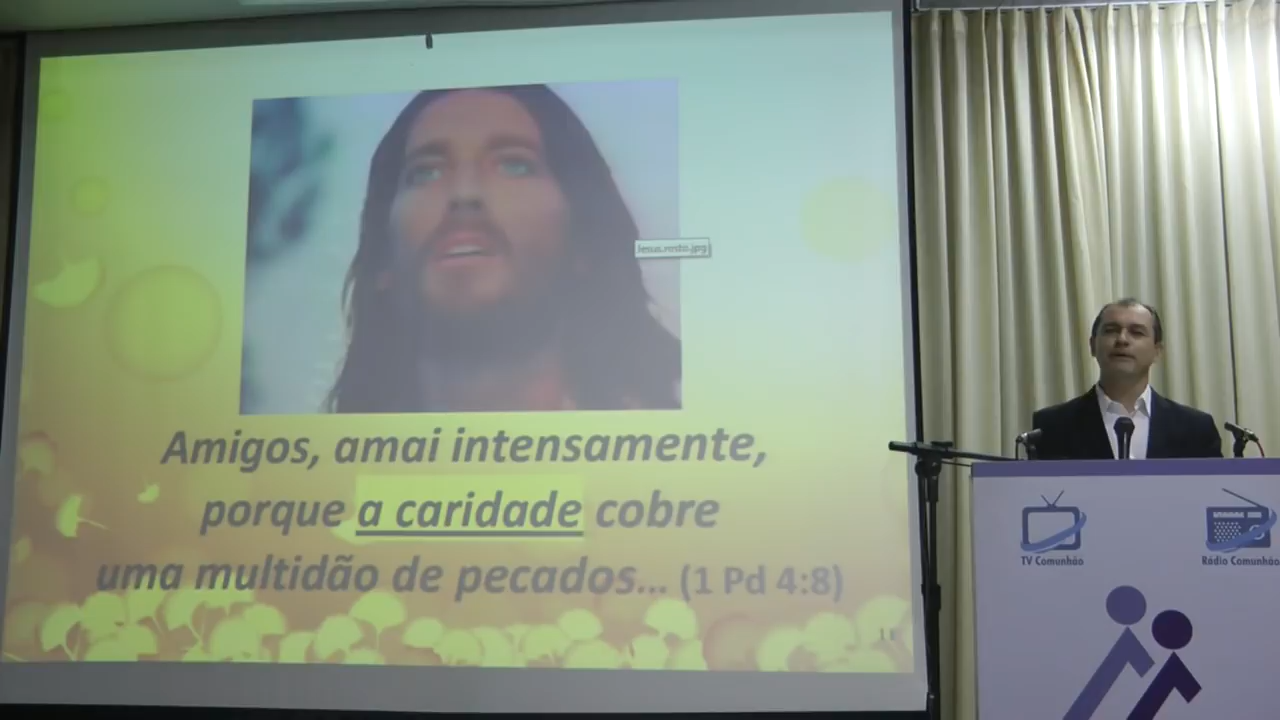 Jesus.rosto.jpg
Amigos, amai intensamente,
porque a caridade cobre
uma multidão de pecados... (1 Pd 4:8)
TV Comunhão
Rádio Comunhão